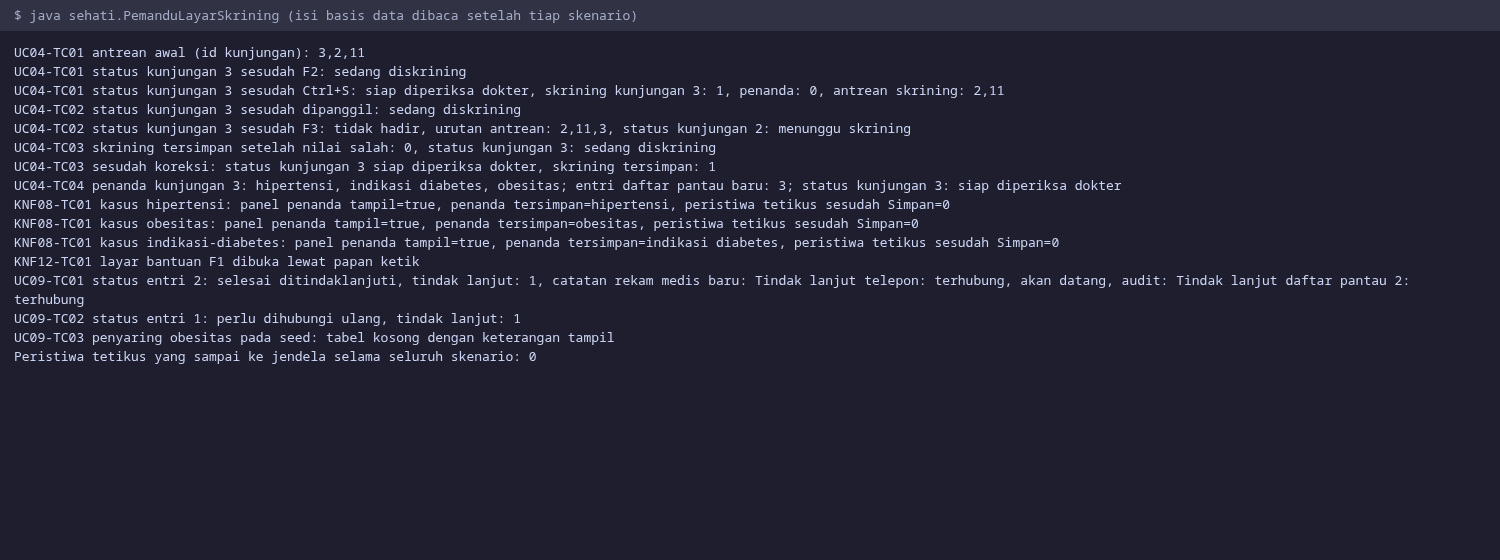 $ java sehati.PemanduLayarSkrining (isi basis data dibaca setelah tiap skenario)
UC04-TC01 antrean awal (id kunjungan): 3,2,11
UC04-TC01 status kunjungan 3 sesudah F2: sedang diskrining
UC04-TC01 status kunjungan 3 sesudah Ctrl+S: siap diperiksa dokter, skrining kunjungan 3: 1, penanda: 0, antrean skrining: 2,11
UC04-TC02 status kunjungan 3 sesudah dipanggil: sedang diskrining
UC04-TC02 status kunjungan 3 sesudah F3: tidak hadir, urutan antrean: 2,11,3, status kunjungan 2: menunggu skrining
UC04-TC03 skrining tersimpan setelah nilai salah: 0, status kunjungan 3: sedang diskrining
UC04-TC03 sesudah koreksi: status kunjungan 3 siap diperiksa dokter, skrining tersimpan: 1
UC04-TC04 penanda kunjungan 3: hipertensi, indikasi diabetes, obesitas; entri daftar pantau baru: 3; status kunjungan 3: siap diperiksa dokter
KNF08-TC01 kasus hipertensi: panel penanda tampil=true, penanda tersimpan=hipertensi, peristiwa tetikus sesudah Simpan=0
KNF08-TC01 kasus obesitas: panel penanda tampil=true, penanda tersimpan=obesitas, peristiwa tetikus sesudah Simpan=0
KNF08-TC01 kasus indikasi-diabetes: panel penanda tampil=true, penanda tersimpan=indikasi diabetes, peristiwa tetikus sesudah Simpan=0
KNF12-TC01 layar bantuan F1 dibuka lewat papan ketik
UC09-TC01 status entri 2: selesai ditindaklanjuti, tindak lanjut: 1, catatan rekam medis baru: Tindak lanjut telepon: terhubung, akan datang, audit: Tindak lanjut daftar pantau 2:
terhubung
UC09-TC02 status entri 1: perlu dihubungi ulang, tindak lanjut: 1
UC09-TC03 penyaring obesitas pada seed: tabel kosong dengan keterangan tampil
Peristiwa tetikus yang sampai ke jendela selama seluruh skenario: 0